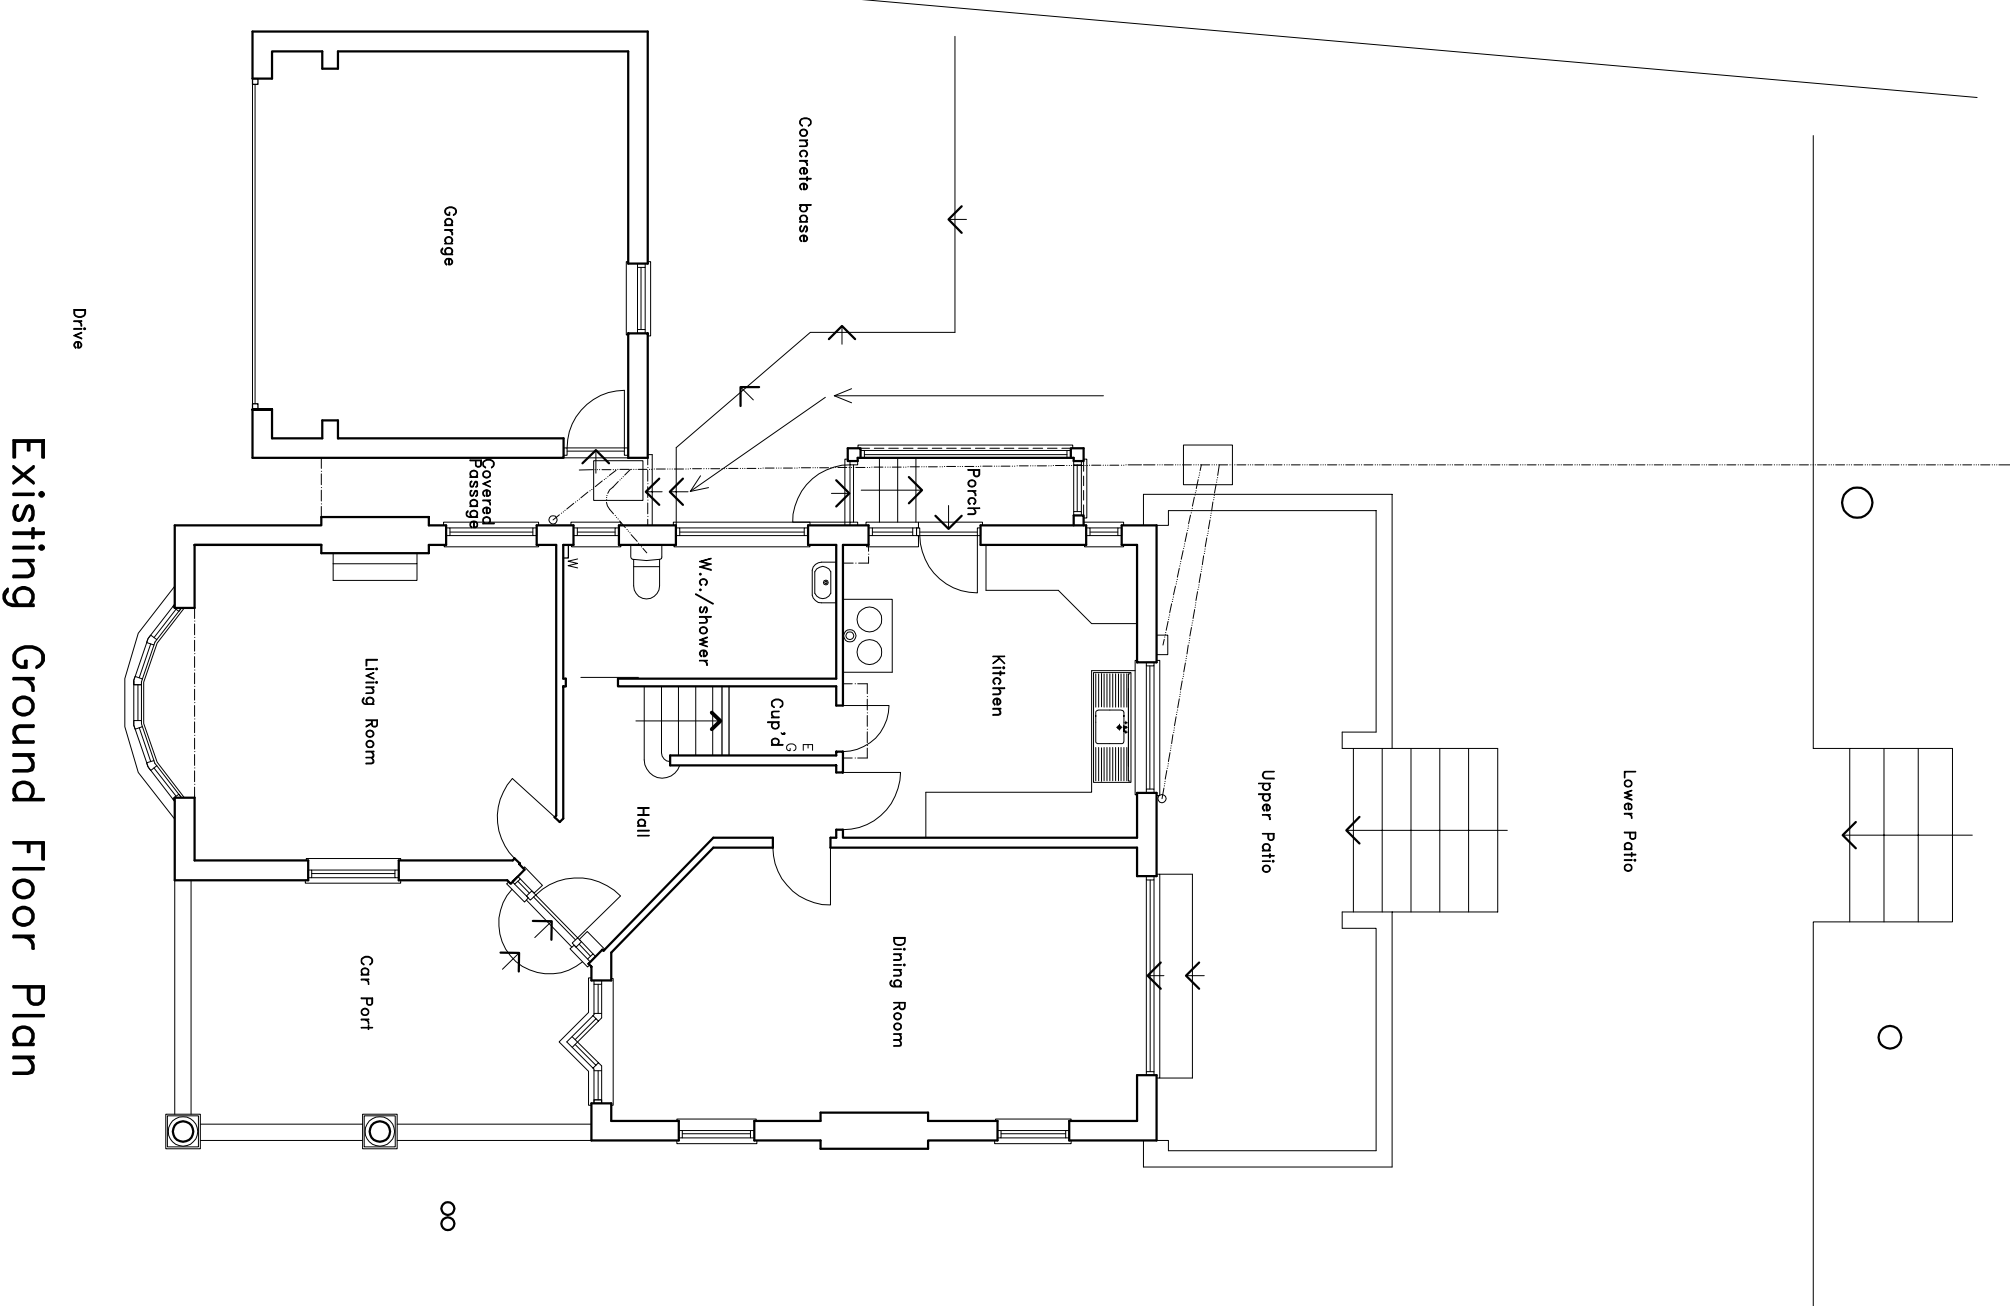 Concrete base
Garage
Drive
Porch
Covered
Passage
W
W.c./shower
Kitchen
Living Room
Cup'd
G
E
Hall
Upper Patio
Lower Patio
Dining Room
Car Port
Existing Ground Floor Plan